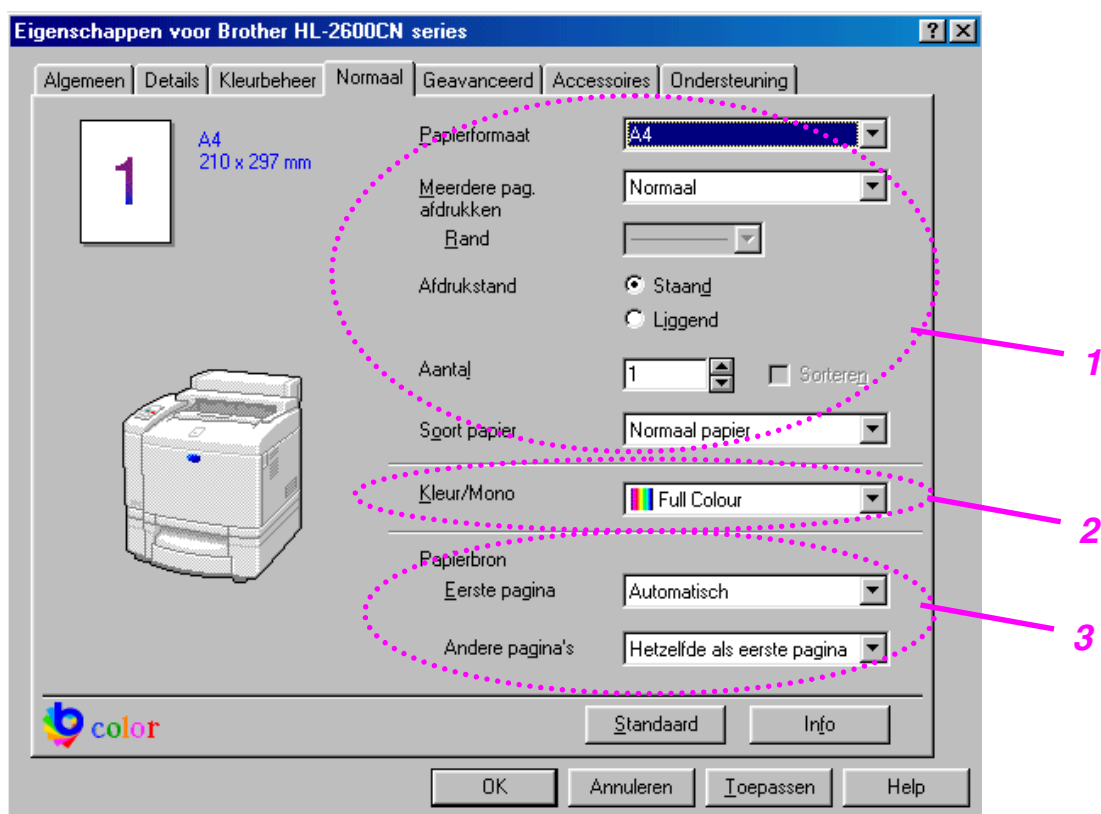 Eigenschappen voor Brother HL-2600CN series
Algemeen Details Kleurbeheer Normaal Geavanceerd Accessoires Ondersteuning
1
A4
210 x 297 mm
Papierformaat A4
Meerdere pag. afdrukken Normaal
Rand
Afdrukstand Staand
Liggend
Aantal 1 Sorteren
Soort papier Normaal papier
1
Kleur/Mono Full Colour
2
Papierbron
Eerste pagina Automatisch
Andere pagina's Hetzelfde als eerste pagina
3
b color
Standaard Info
OK Annuleren Toepassen Help